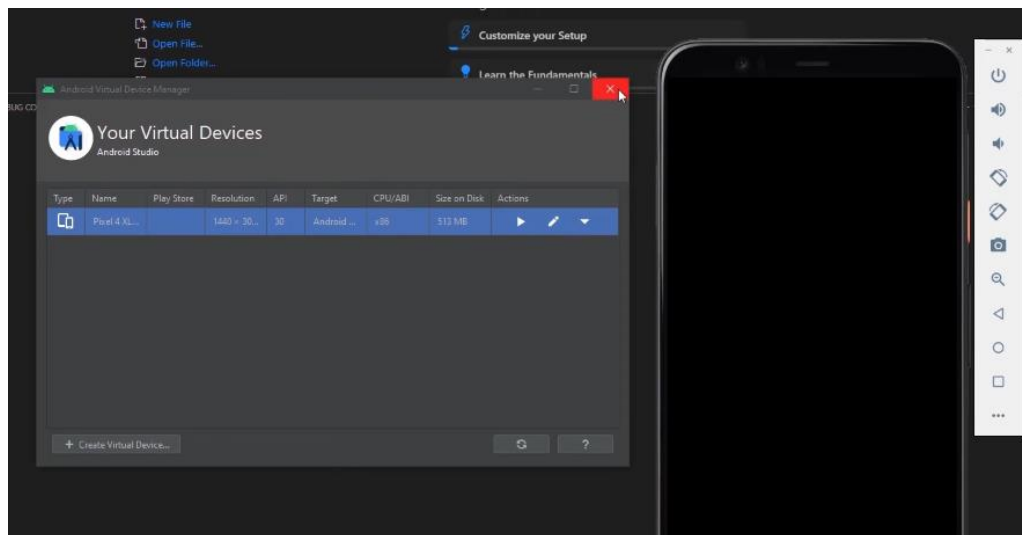 New File
Open File...
Open Folder...
Customize your Setup
Learn the Fundamentals
Android Virtual Device Manager
BUG CO
Your Virtual Devices
Android Studio
Type Name Play Store Resolution API Target CPU/ABI Size on Disk Actions
Pixel 4 XL... 1440 × 30... 30 Android ... x86 513 MB
+ Create Virtual Device...
?